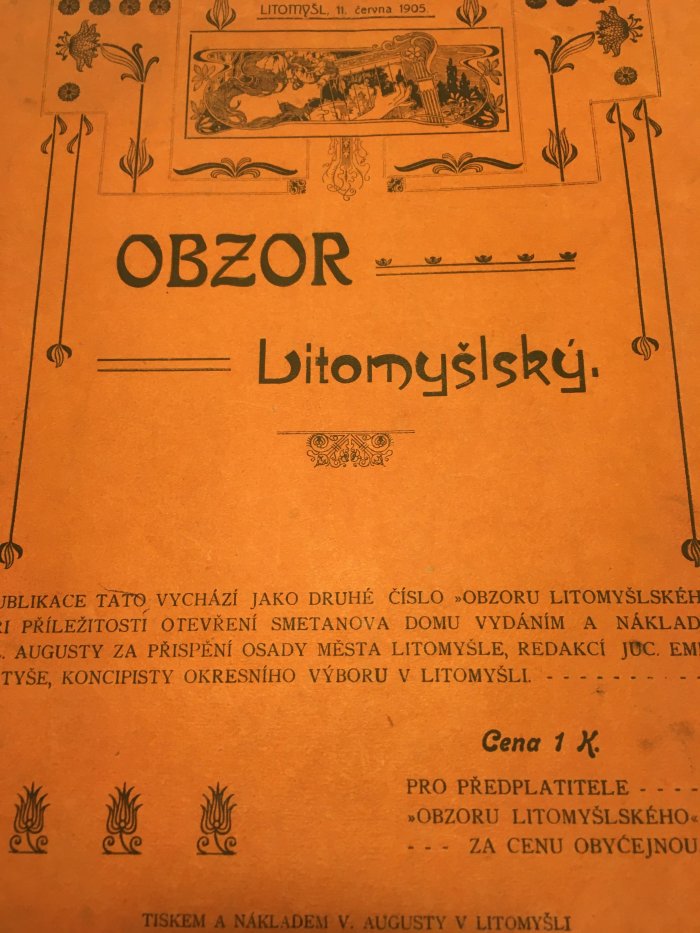 LITOMYŠL, 11. června 1905.
OBZOR
Litomyšlský.
UBLIKACE TATO VYCHÁZÍ JAKO DRUHÉ ČÍSLO »OBZORU LITOMYŠLSKÉH
RI PŘÍLEŽITOSTI OTEVŘENÍ SMETANOVA DOMU VYDÁNÍM A NÁKLAD
. AUGUSTY ZA PŘISPĚNÍ OSADY MĚSTA LITOMYŠLE, REDAKCÍ JUC. EMI
TYŠE, KONCIPISTY OKRESNÍHO VÝBORU V LITOMYŠLI. - - - - - - - - - -
Cena 1 K.
PRO PŘEDPLATITELE - - - -
»OBZORU LITOMYŠLSKÉHO«
- - - ZA CENU OBYČEJNOU
TISKEM A NÁKLADEM V. AUGUSTY V LITOMYŠLI